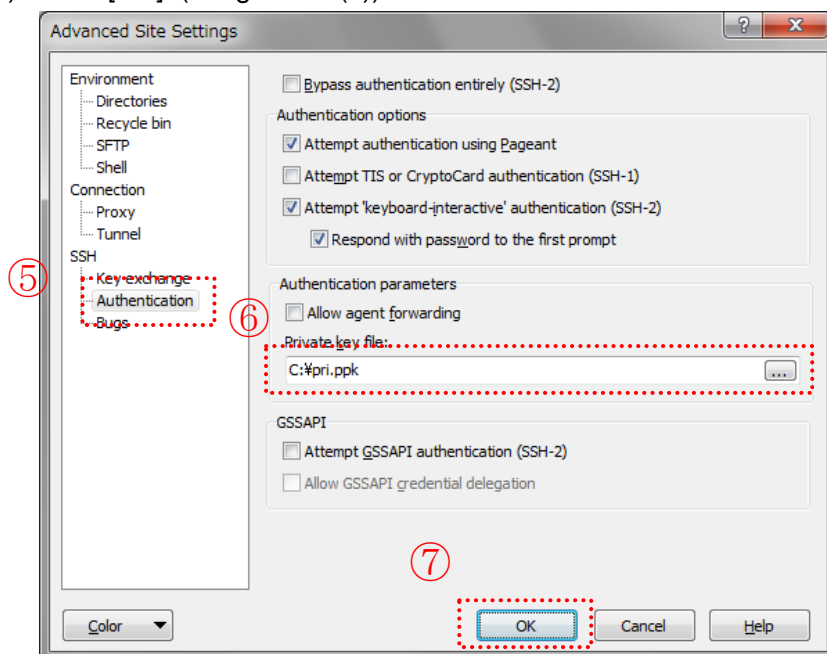 Advanced Site Settings
Environment
Directories
Recycle bin
SFTP
Shell
Connection
Proxy
Tunnel
SSH
Key exchange
Authentication
Bugs
⑤
Bypass authentication entirely (SSH-2)
Authentication options
Attempt authentication using Pageant
Attempt TIS or CryptoCard authentication (SSH-1)
Attempt 'keyboard-interactive' authentication (SSH-2)
Respond with password to the first prompt
Authentication parameters
⑥
Allow agent forwarding
Private key file:
C:¥pri.ppk
...
GSSAPI
Attempt GSSAPI authentication (SSH-2)
Allow GSSAPI credential delegation
⑦
Color
OK
Cancel
Help